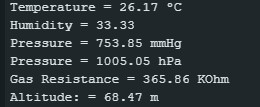 Temperature = 26.17 °C
Humidity = 33.33
Pressure = 753.85 mmHg
Pressure = 1005.05 hPa
Gas Resistance = 365.86 KOhm
Altitude: = 68.47 m